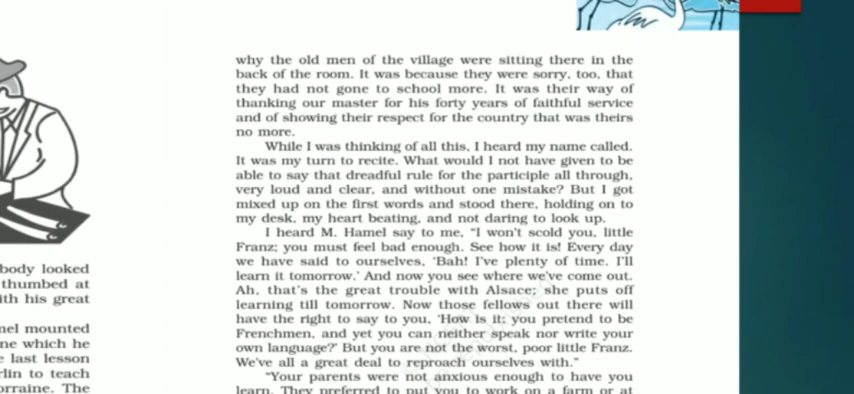 why the old men of the village were sitting there in the
back of the room. It was because they were sorry, too, that
they had not gone to school more. It was their way of
thanking our master for his forty years of faithful service
and of showing their respect for the country that was theirs
no more.
While I was thinking of all this, I heard my name called.
It was my turn to recite. What would I not have given to be
able to say that dreadful rule for the participle all through,
very loud and clear, and without one mistake? But I got
mixed up on the first words and stood there, holding on to
my desk, my heart beating, and not daring to look up.
I heard M. Hamel say to me, “I won't scold you, little
Franz; you must feel bad enough. See how it is! Every day
we have said to ourselves, ‘Bah! I've plenty of time. I'll
learn it tomorrow.’ And now you see where we've come out.
Ah, that's the great trouble with Alsace; she puts off
learning till tomorrow. Now those fellows out there will
have the right to say to you, ‘How is it; you pretend to be
Frenchmen, and yet you can neither speak nor write your
own language?’ But you are not the worst, poor little Franz.
We've all a great deal to reproach ourselves with.”
“Your parents were not anxious enough to have you
learn. They preferred to put you to work on a farm or at
body looked
thumbed at
ith his great
nel mounted
ne which he
e last lesson
rlin to teach
orraine. The